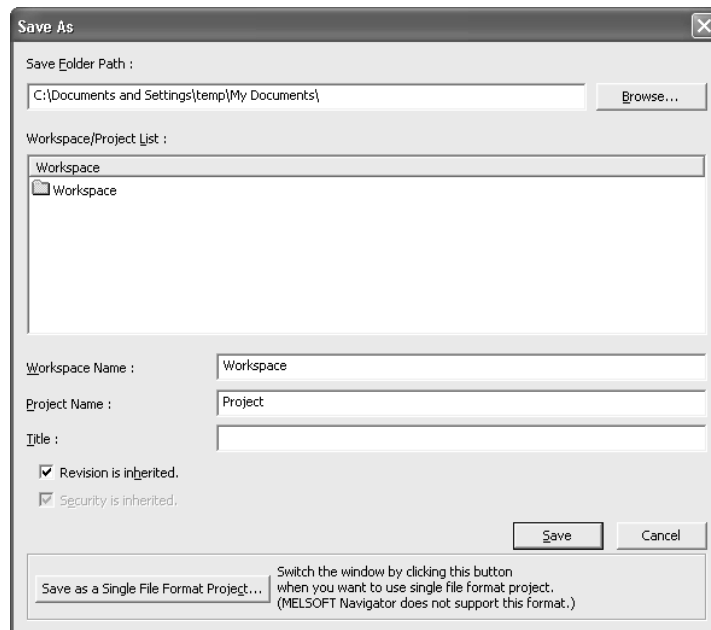 Save As
Save Folder Path :
C:\Documents and Settings\temp\My Documents\
Browse...
Workspace/Project List :
Workspace
Workspace
Workspace Name :
Workspace
Project Name :
Project
Title :
Revision is inherited.
Security is inherited.
Save
Cancel
Save as a Single File Format Project...
Switch the window by clicking this button
when you want to use single file format project.
(MELSOFT Navigator does not support this format.)